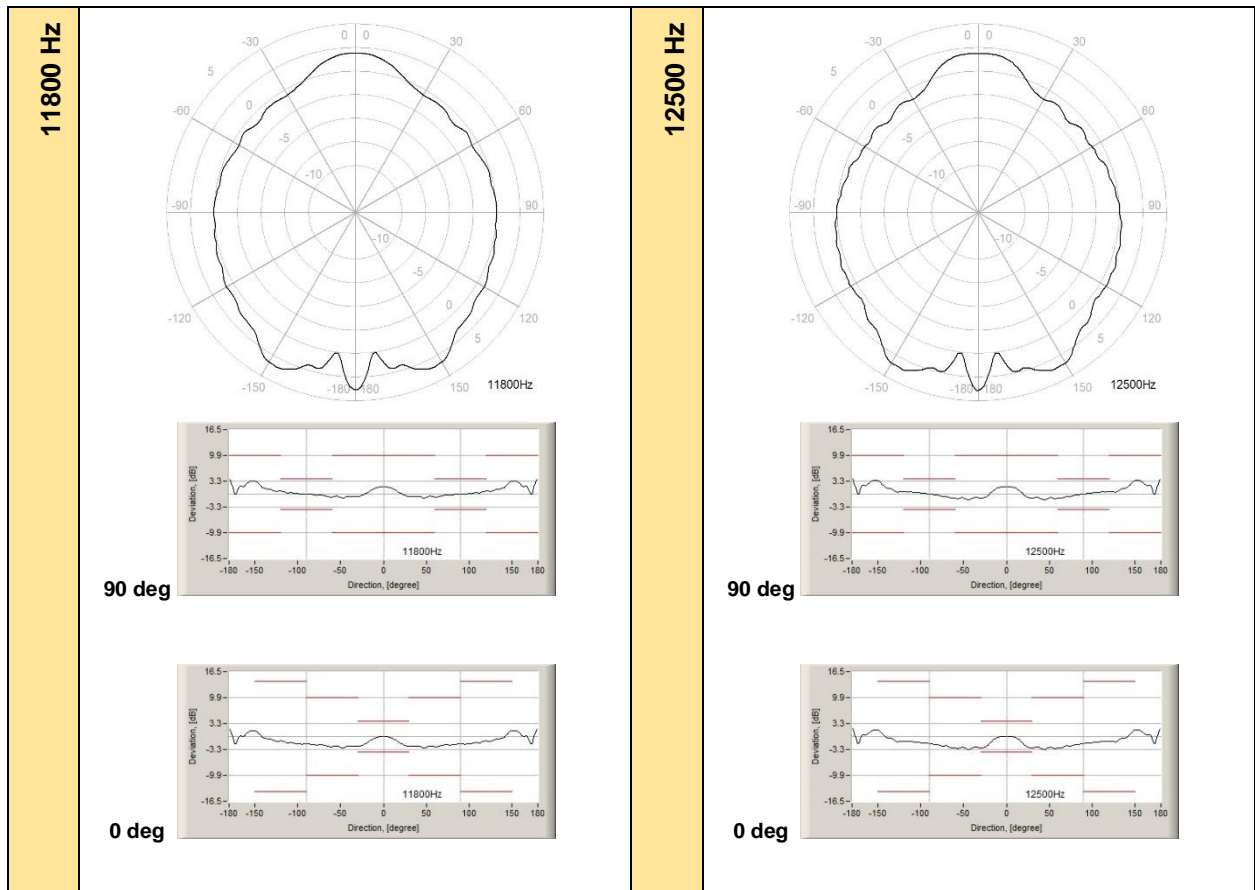 11800 Hz
0 0
-30 30
5
-60 0 60
-5
-10
-90 90
-10
-5
0
-120 120
5
-150 -180 180 150
11800Hz
16.5
9.9
3.3
-3.3
-9.9
-16.5
Deviation, [dB]
11800Hz
-180 -150 -100 -50 0 50 100 150 180
Direction, [degree]
90 deg
16.5
9.9
3.3
-3.3
-9.9
-16.5
Deviation, [dB]
11800Hz
-180 -150 -100 -50 0 50 100 150 180
Direction, [degree]
0 deg
12500 Hz
0 0
-30 30
5
-60 0 60
-5
-10
-90 90
-10
-5
0
-120 120
5
-150 -180 180 150
12500Hz
16.5
9.9
3.3
-3.3
-9.9
-16.5
Deviation, [dB]
12500Hz
-180 -150 -100 -50 0 50 100 150 180
Direction, [degree]
90 deg
16.5
9.9
3.3
-3.3
-9.9
-16.5
Deviation, [dB]
12500Hz
-180 -150 -100 -50 0 50 100 150 180
Direction, [degree]
0 deg